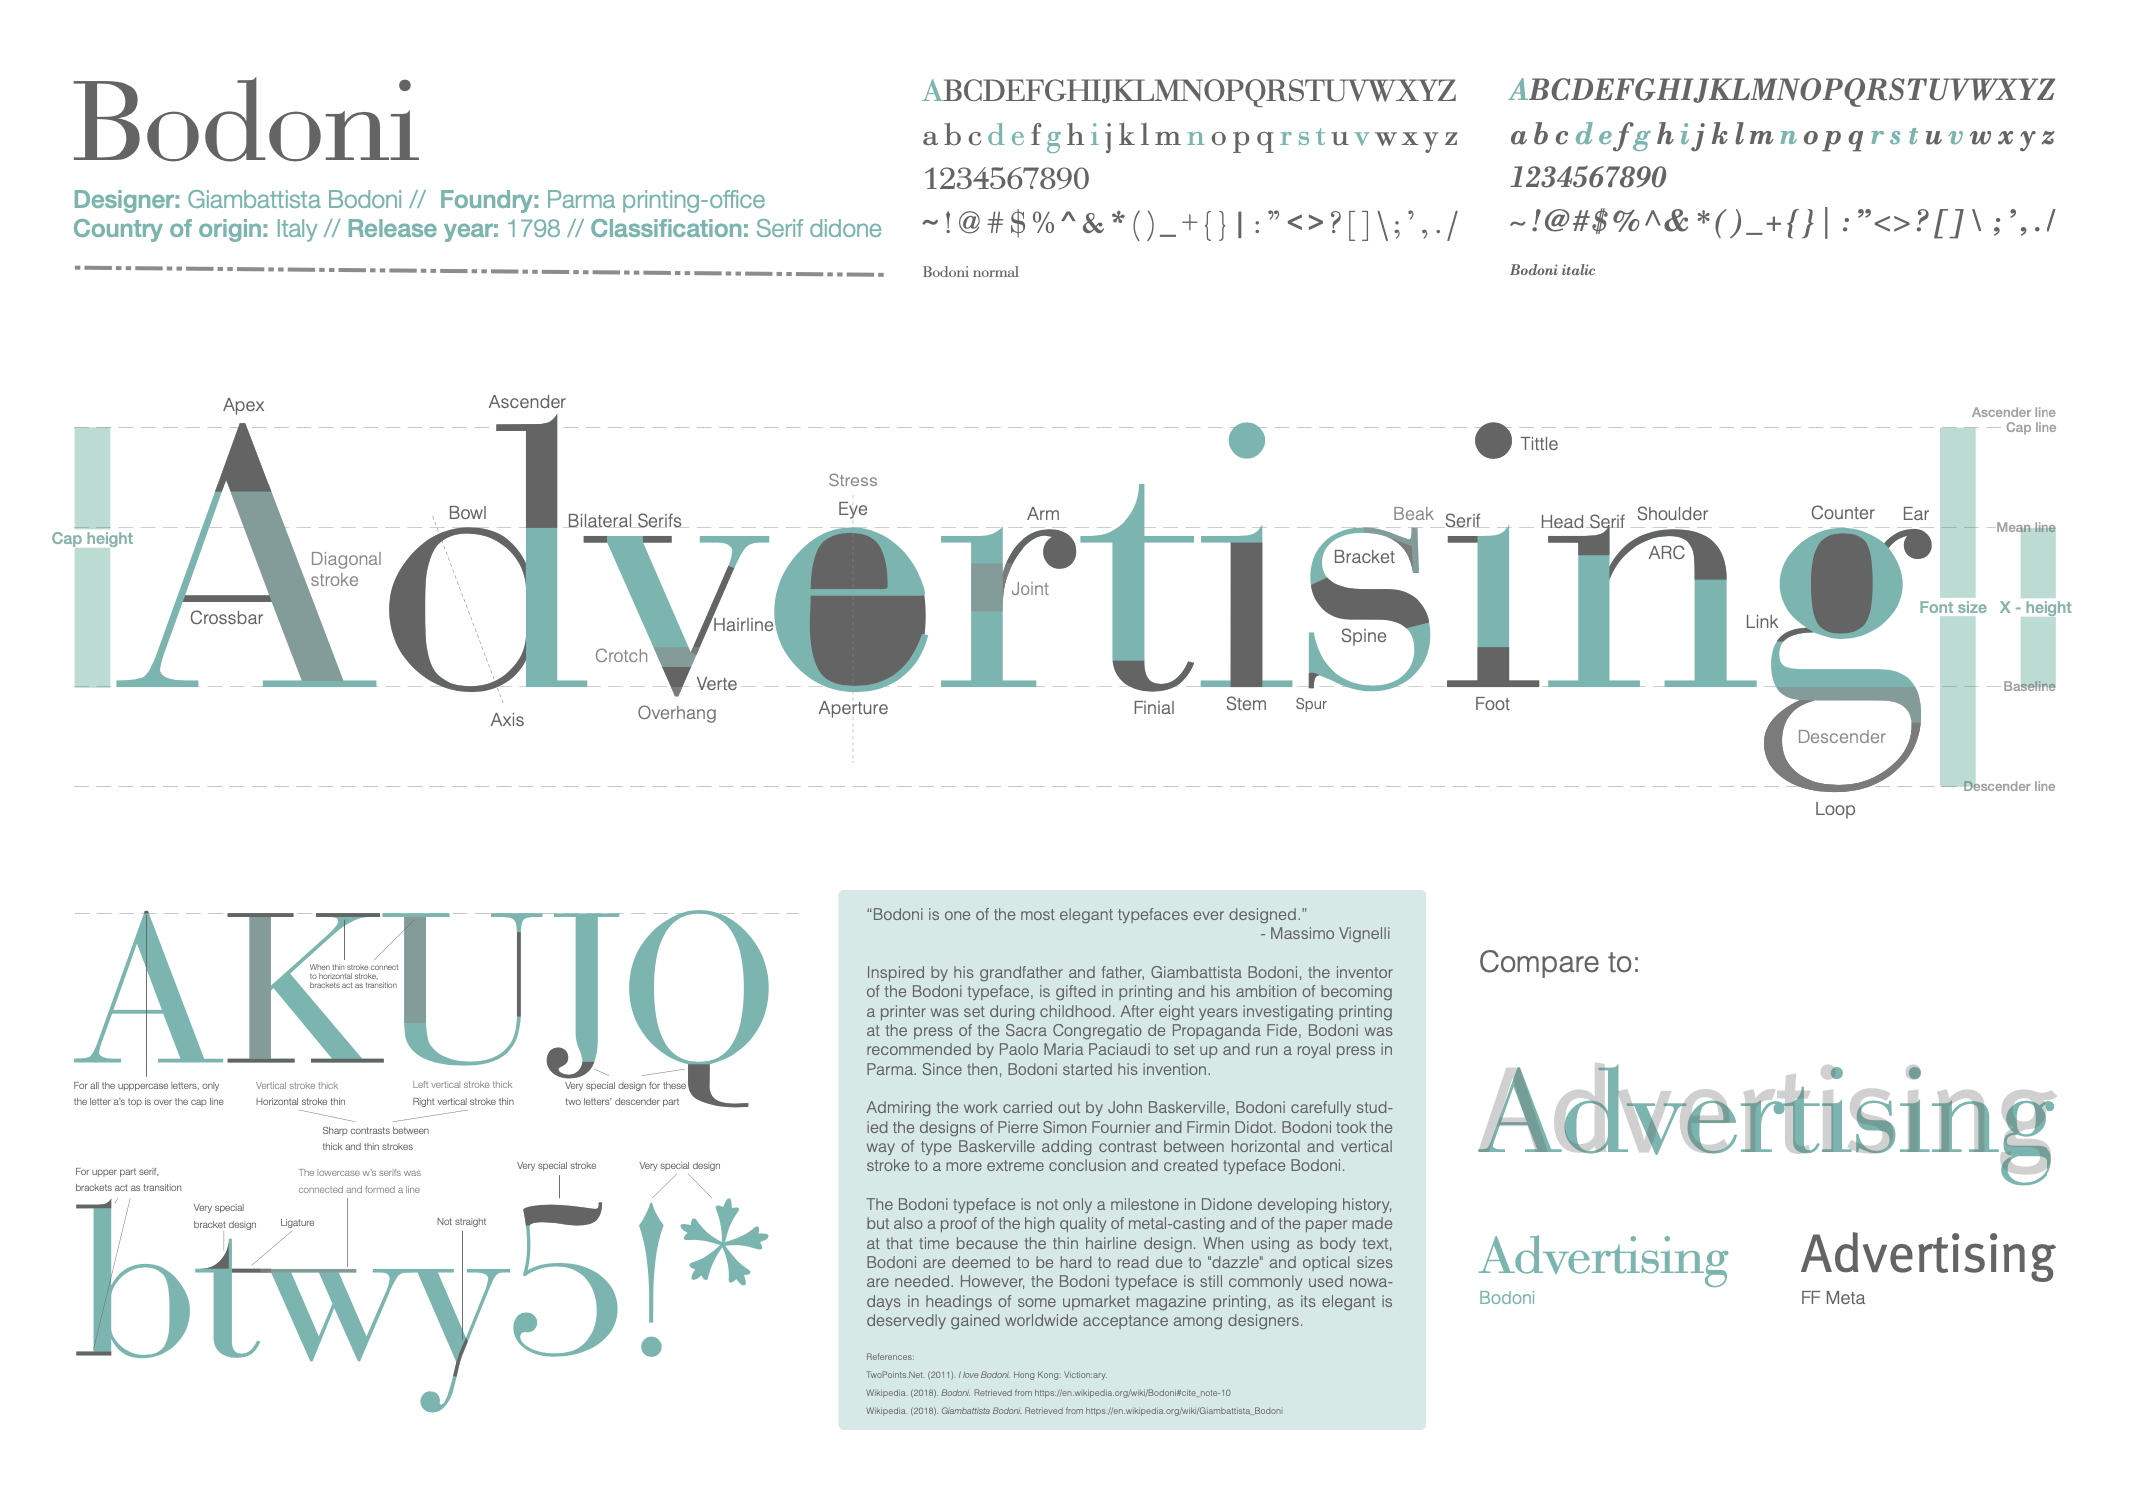 Bodoni
Designer: Giambattista Bodoni // Foundry: Parma printing-office
Country of origin: Italy // Release year: 1798 // Classification: Serif didone
ABCDEFGHIJKLMNOPQRSTUVWXYZ
abcdefghijklmnopqrstuvwxyz
1234567890
~!@#$%^&*()_+{}|:”<>?[]\;’,./
Bodoni normal
ABCDEFGHIJKLMNOPQRSTUVWXYZ
abcdefghijklmnopqrstuvwxyz
1234567890
~!@#$%^&*()_+{}|:”<>?[]\;’,./
Bodoni italic
Advertising
Apex
Ascender
Ascender line
Cap line
Tittle
Stress
Eye
Bowl
Bilateral Serifs
Arm
Beak
Serif
Head Serif
Shoulder
Counter
Ear
Mean line
Cap height
Diagonal
stroke
Bracket
ARC
Joint
Crossbar
Hairline
Spine
Link
Font size
X - height
Crotch
Verte
Baseline
Overhang
Axis
Aperture
Finial
Stem
Spur
Foot
Descender
Descender line
Loop
AKUJQ
When thin stroke connect
to horizontal stroke,
brackets act as transition
For all the upppercase letters, only
the letter a’s top is over the cap line
Vertical stroke thick
Horizontal stroke thin
Left vertical stroke thick
Right vertical stroke thin
Very special design for these
two letters’ descender part
Sharp contrasts between
thick and thin strokes
For upper part serif,
brackets act as transition
The lowercase w’s serifs was
connected and formed a line
Very special stroke
Very special design
Very special
bracket design
Ligature
Not straight
btwy5!*
“Bodoni is one of the most elegant typefaces ever designed.”
- Massimo Vignelli
Inspired by his grandfather and father, Giambattista Bodoni, the inventor
of the Bodoni typeface, is gifted in printing and his ambition of becoming
a printer was set during childhood. After eight years investigating printing
at the press of the Sacra Congregatio de Propaganda Fide, Bodoni was
recommended by Paolo Maria Paciaudi to set up and run a royal press in
Parma. Since then, Bodoni started his invention.
Admiring the work carried out by John Baskerville, Bodoni carefully stud-
ied the designs of Pierre Simon Fournier and Firmin Didot. Bodoni took the
way of type Baskerville adding contrast between horizontal and vertical
stroke to a more extreme conclusion and created typeface Bodoni.
The Bodoni typeface is not only a milestone in Didone developing history,
but also a proof of the high quality of metal-casting and of the paper made
at that time because the thin hairline design. When using as body text,
Bodoni are deemed to be hard to read due to "dazzle" and optical sizes
are needed. However, the Bodoni typeface is still commonly used nowa-
days in headings of some upmarket magazine printing, as its elegant is
deservedly gained worldwide acceptance among designers.
References:
TwoPoints.Net. (2011). I love Bodoni. Hong Kong: Viction:ary.
Wikipedia. (2018). Bodoni. Retrieved from https://en.wikipedia.org/wiki/Bodoni#cite_note-10
Wikipedia. (2018). Giambattista Bodoni. Retrieved from https://en.wikipedia.org/wiki/Giambattista_Bodoni
Compare to:
Advertising
Advertising
Advertising
Bodoni
Advertising
FF Meta